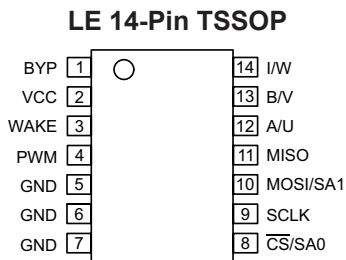 LE 14-Pin TSSOP
BYP 1 14 I/W
VCC 2 13 B/V
WAKE 3 12 A/U
PWM 4 11 MISO
GND 5 10 MOSI/SA1
GND 6 9 SCLK
GND 7 8 C̅S̅/SA0